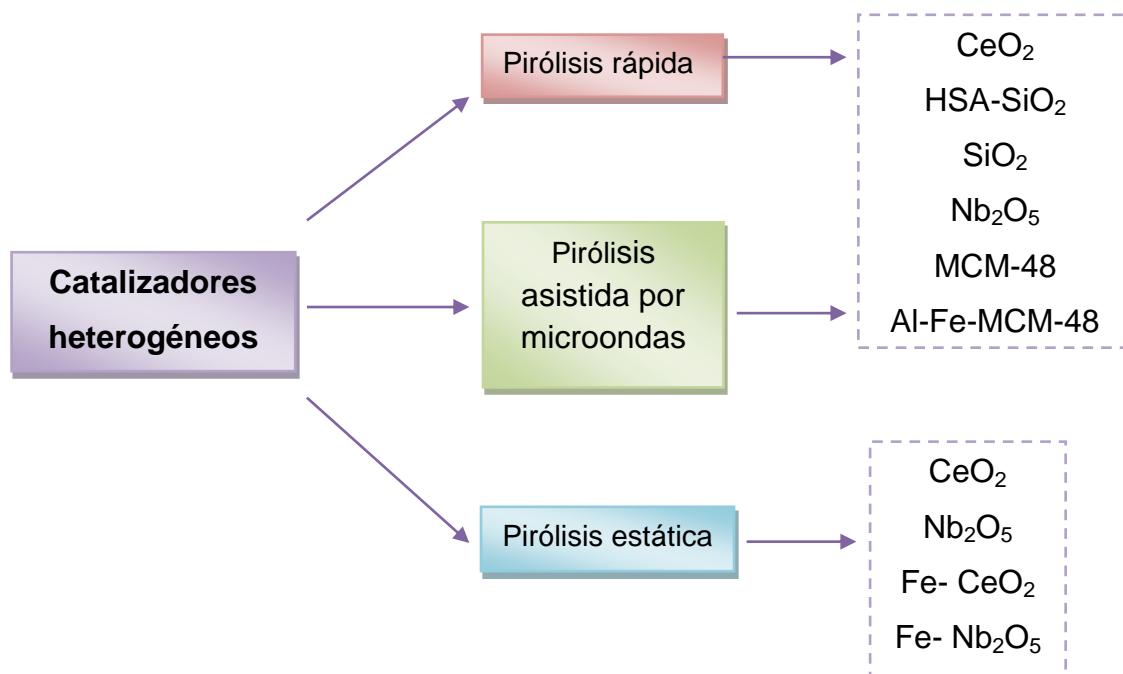 Catalizadores
heterogéneos
Pirólisis rápida
Pirólisis
asistida por
microondas
Pirólisis estática
CeO₂
HSA-SiO₂
SiO₂
Nb₂O₅
MCM-48
Al-Fe-MCM-48
CeO₂
Nb₂O₅
Fe- CeO₂
Fe- Nb₂O₅